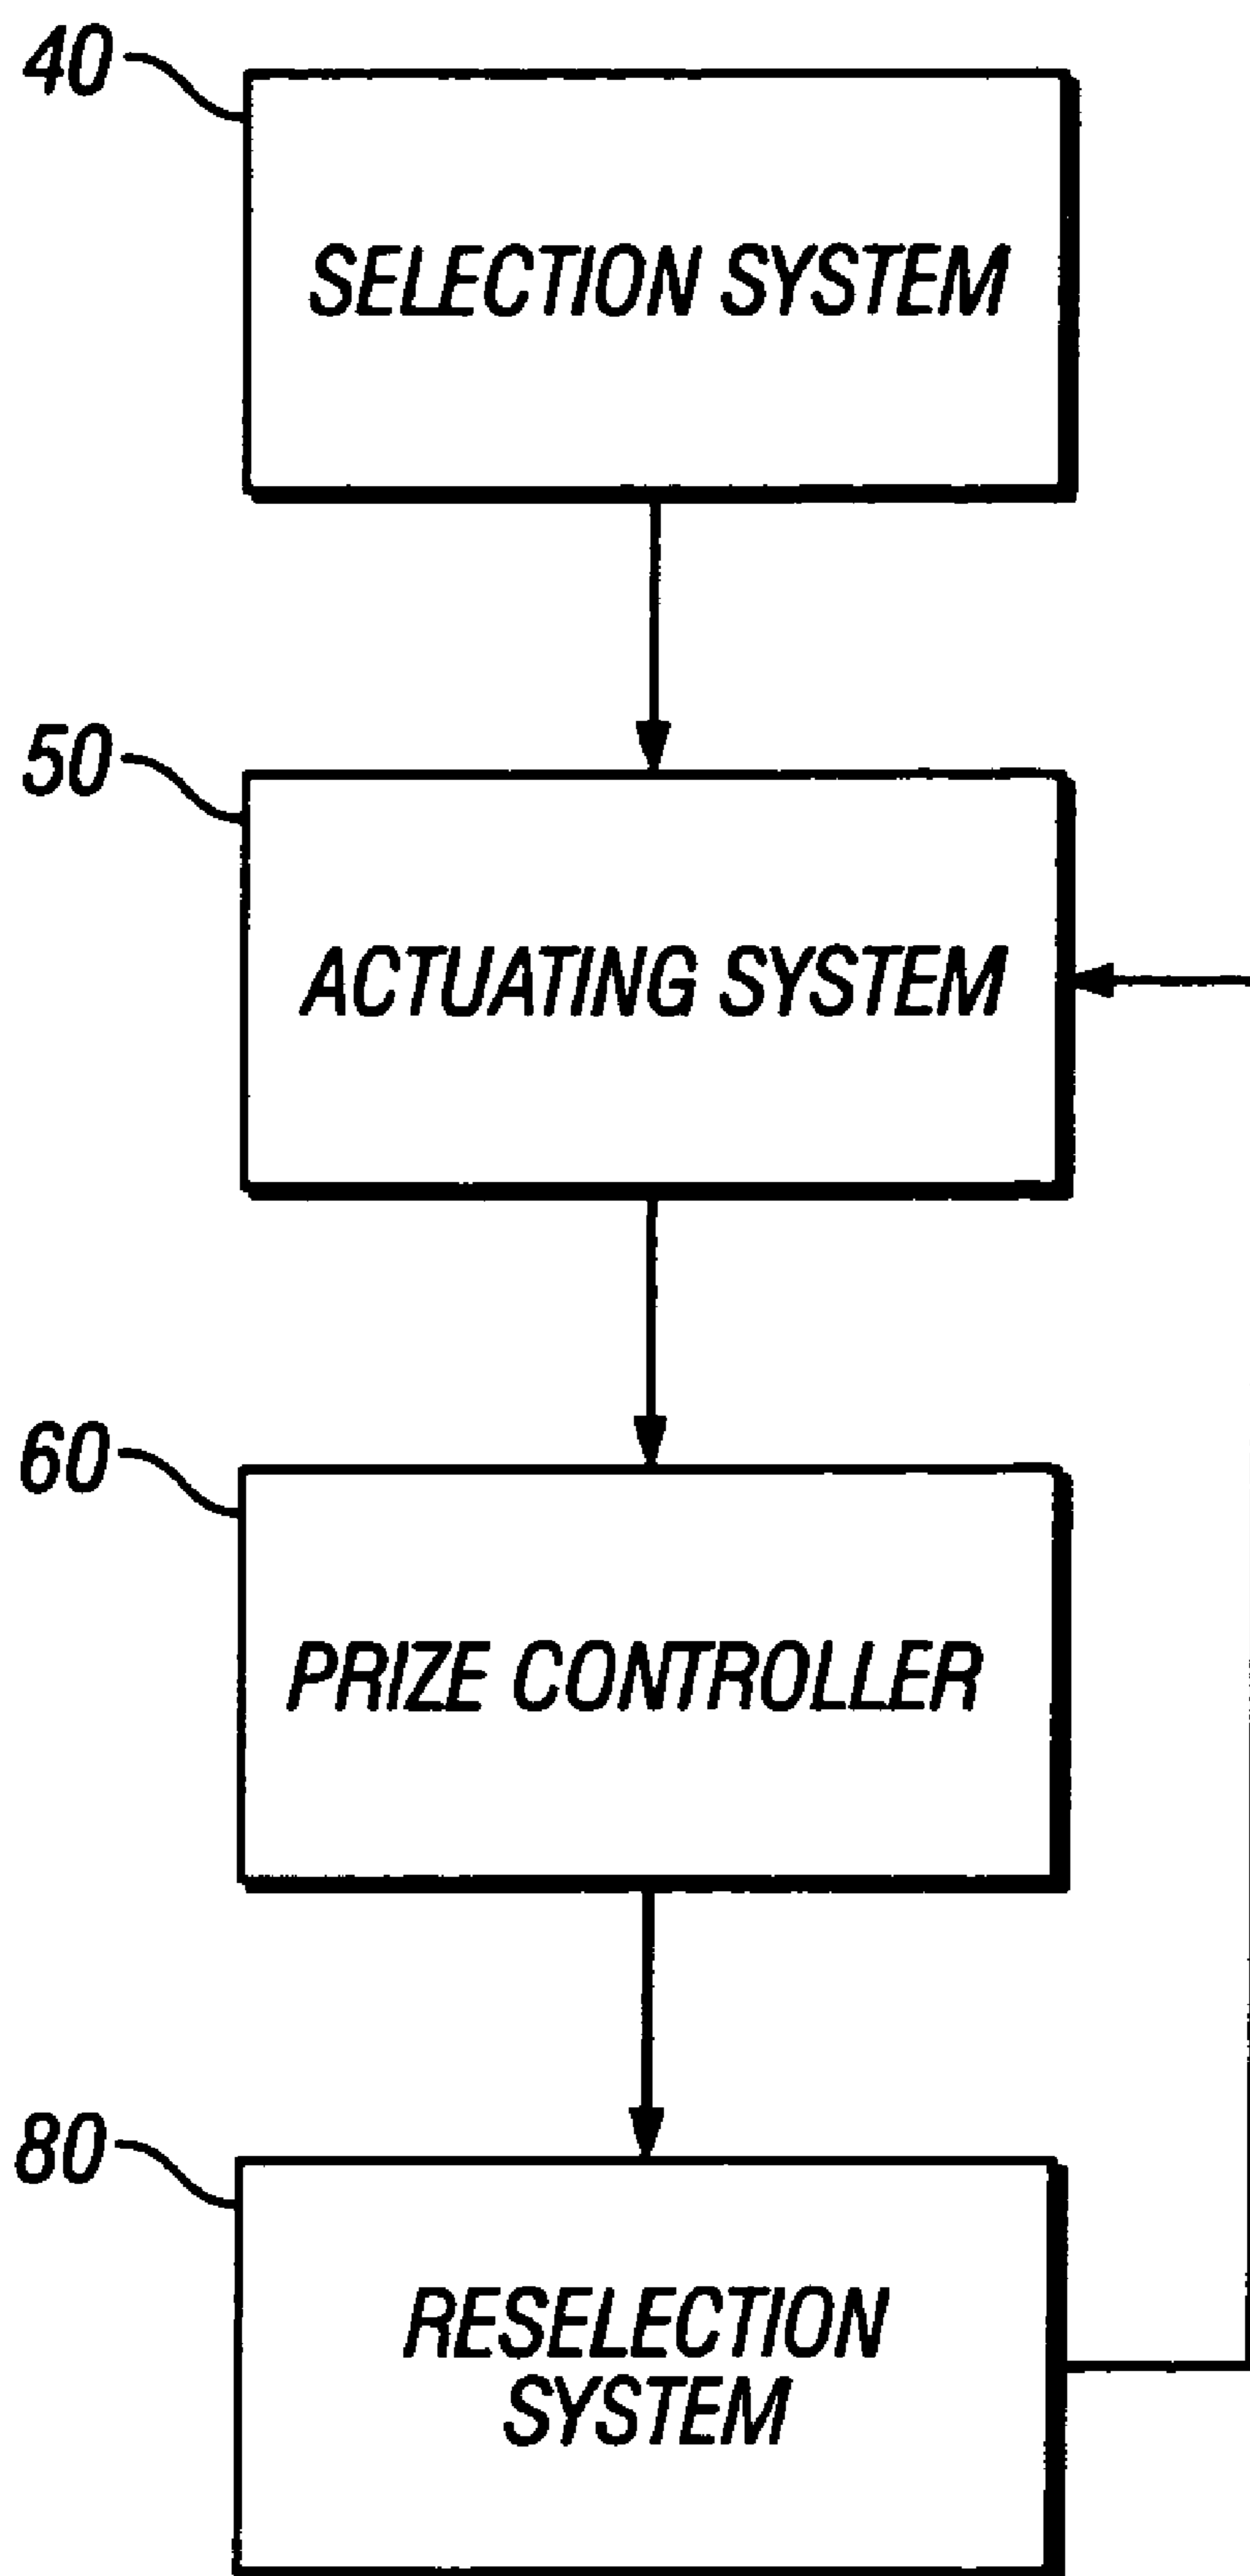 40
SELECTION SYSTEM
50
ACTUATING SYSTEM
60
PRIZE CONTROLLER
80
RESELECTION
SYSTEM